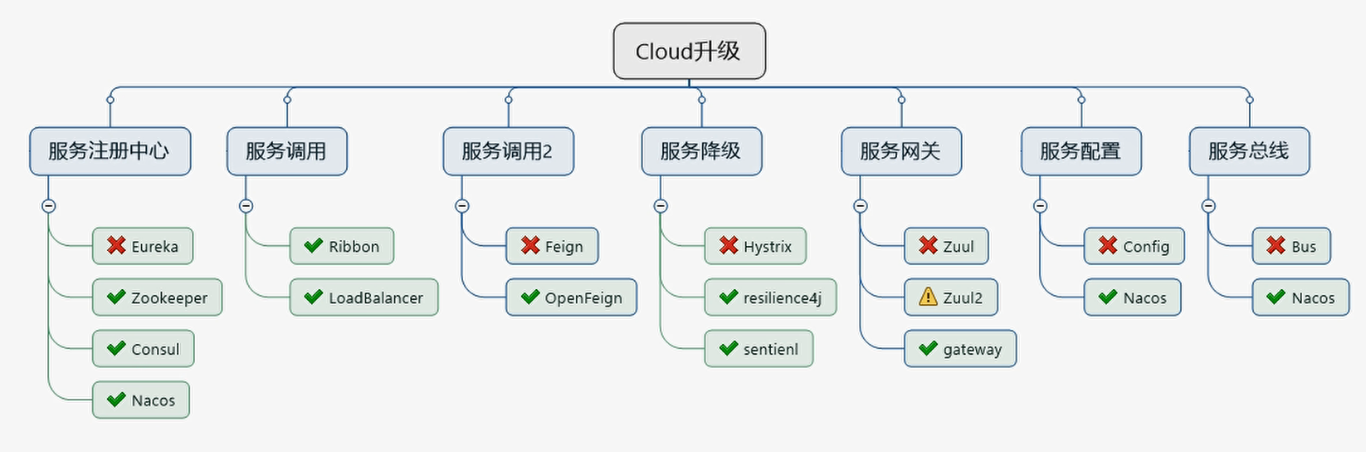 Cloud升级
服务注册中心
服务调用
服务调用2
服务降级
服务网关
服务配置
服务总线
Eureka
Ribbon
Feign
Hystrix
Zuul
Config
Bus
Zookeeper
LoadBalancer
OpenFeign
resilience4j
Zuul2
Nacos
Nacos
Consul
sentienl
gateway
Nacos